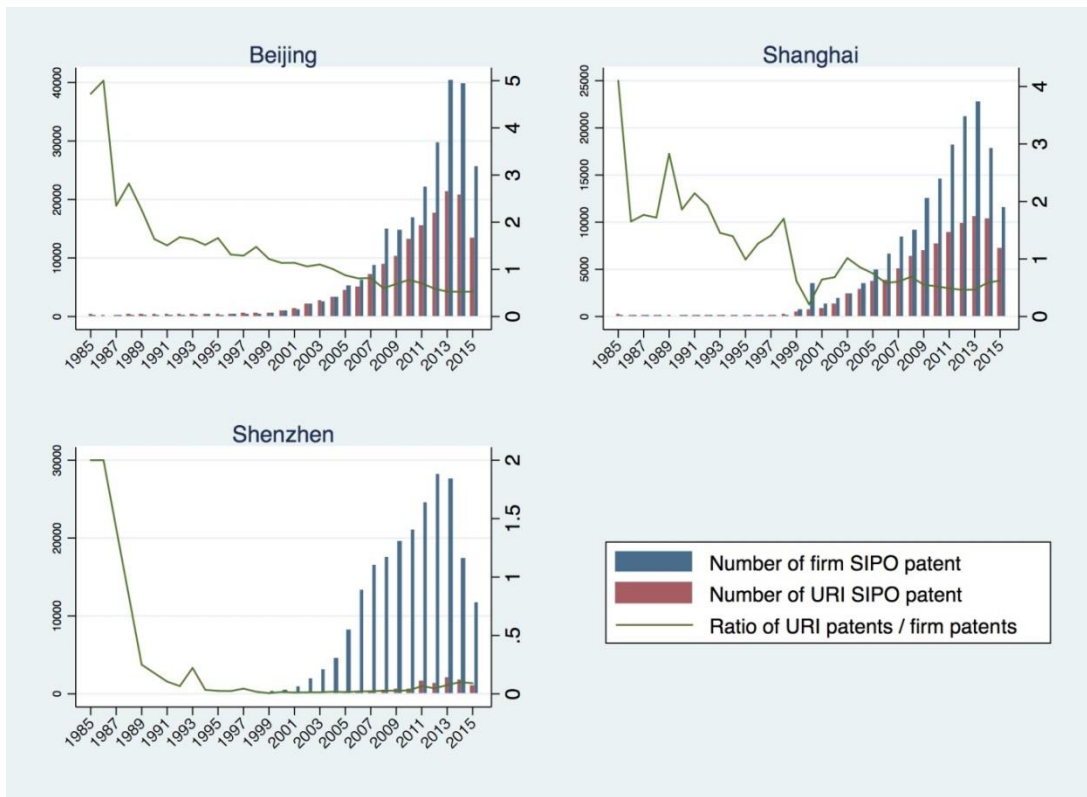 Beijing
0 10000 20000 30000 40000
0 1 2 3 4 5
1985 1987 1989 1991 1993 1995 1997 1999 2001 2003 2005 2007 2009 2011 2013 2015
Shanghai
0 5000 10000 15000 20000 25000
0 1 2 3 4
1985 1987 1989 1991 1993 1995 1997 1999 2001 2003 2005 2007 2009 2011 2013 2015
Shenzhen
0 10000 20000 30000
0 .5 1 1.5 2
1985 1987 1989 1991 1993 1995 1997 1999 2001 2003 2005 2007 2009 2011 2013 2015
Number of firm SIPO patent
Number of URI SIPO patent
Ratio of URI patents / firm patents